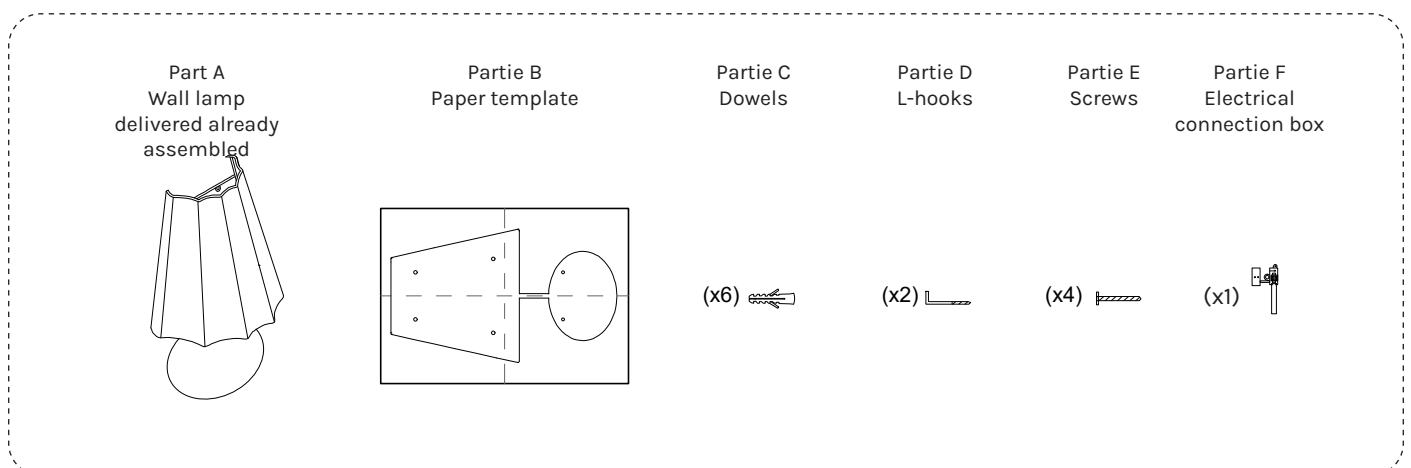 Part A
Wall lamp
delivered already
assembled
Partie B
Paper template
Partie C
Dowels
Partie D
L-hooks
Partie E
Screws
Partie F
Electrical
connection box
(x6)
(x2)
(x4)
(x1)